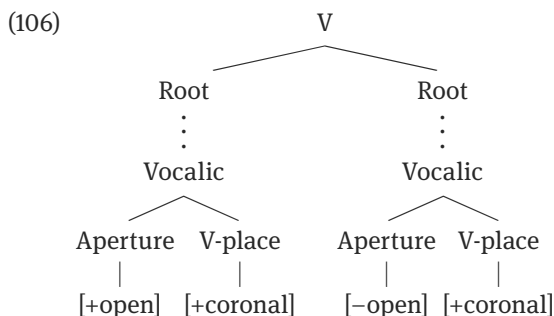 (106) V
Root Root
Vocalic Vocalic
Aperture V-place Aperture V-place
[+open] [+coronal] [−open] [+coronal]